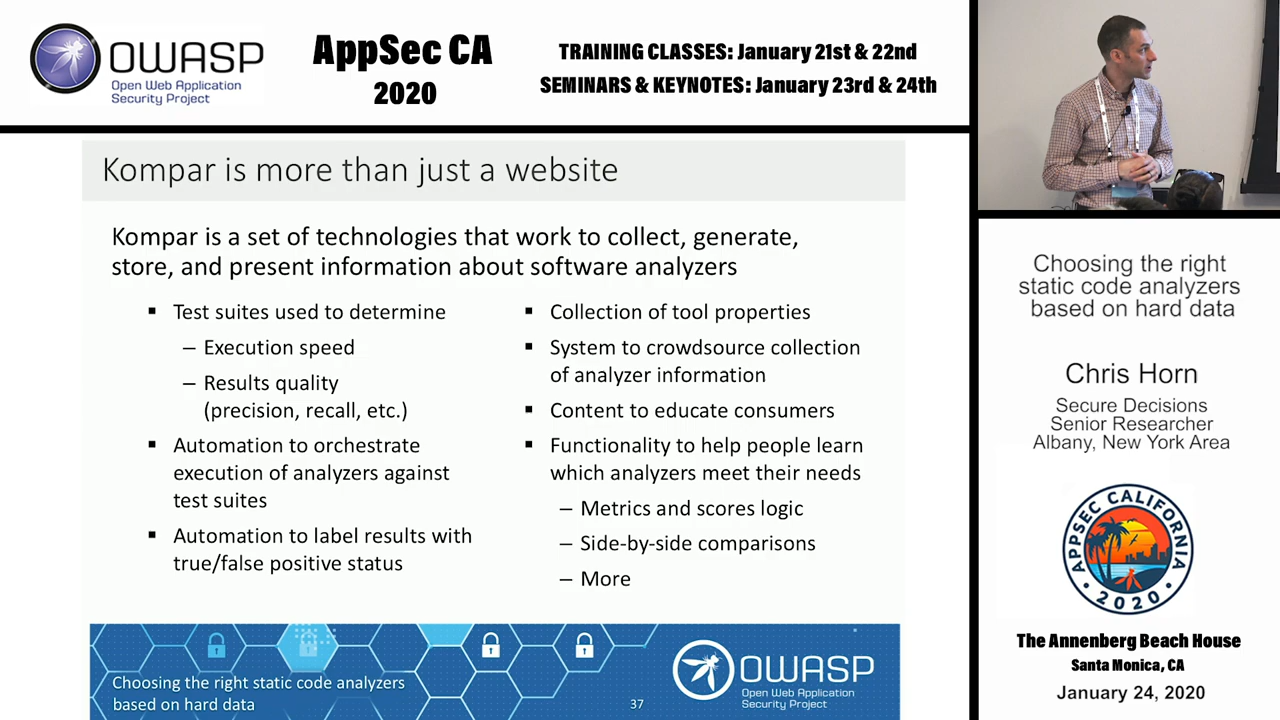 OWASP
Open Web Application
Security Project
AppSec CA
2020
TRAINING CLASSES: January 21st & 22nd
SEMINARS & KEYNOTES: January 23rd & 24th
Kompar is more than just a website
Kompar is a set of technologies that work to collect, generate,
store, and present information about software analyzers
▪ Test suites used to determine
– Execution speed
– Results quality
(precision, recall, etc.)
▪ Automation to orchestrate
execution of analyzers against
test suites
▪ Automation to label results with
true/false positive status
▪ Collection of tool properties
▪ System to crowdsource collection
of analyzer information
▪ Content to educate consumers
▪ Functionality to help people learn
which analyzers meet their needs
– Metrics and scores logic
– Side-by-side comparisons
– More
Choosing the right static code analyzers
based on hard data
37
OWASP
Open Web Application
Security Project
Choosing the right
static code analyzers
based on hard data
Chris Horn
Secure Decisions
Senior Researcher
Albany, New York Area
APPSEC CALIFORNIA
• 2020 •
The Annenberg Beach House
Santa Monica, CA
January 24, 2020